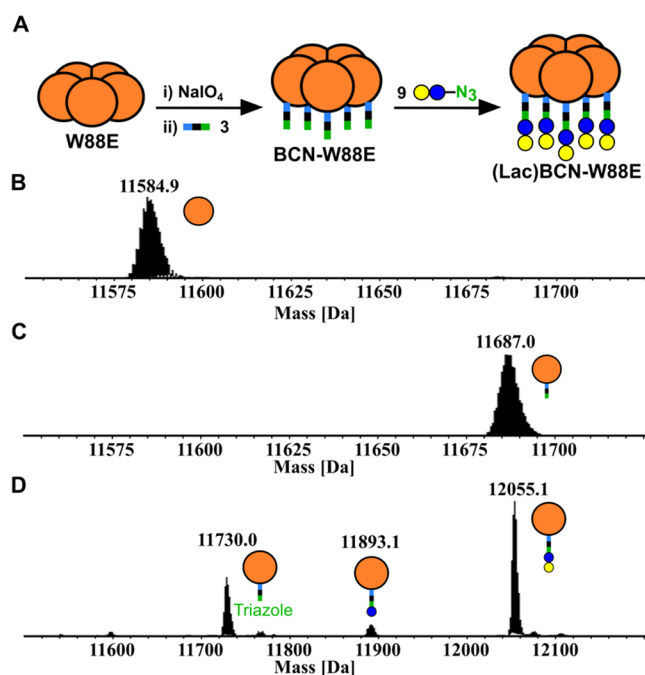 A
i) NaIO₄
ii) 3
9 N₃
W88E
BCN-W88E
(Lac)BCN-W88E
B
11584.9
11575 11600 11625 11650 11675 11700
Mass [Da]
C
11687.0
11575 11600 11625 11650 11675 11700
Mass [Da]
D
12055.1
11730.0
11893.1
Triazole
11600 11700 11800 11900 12000 12100
Mass [Da]